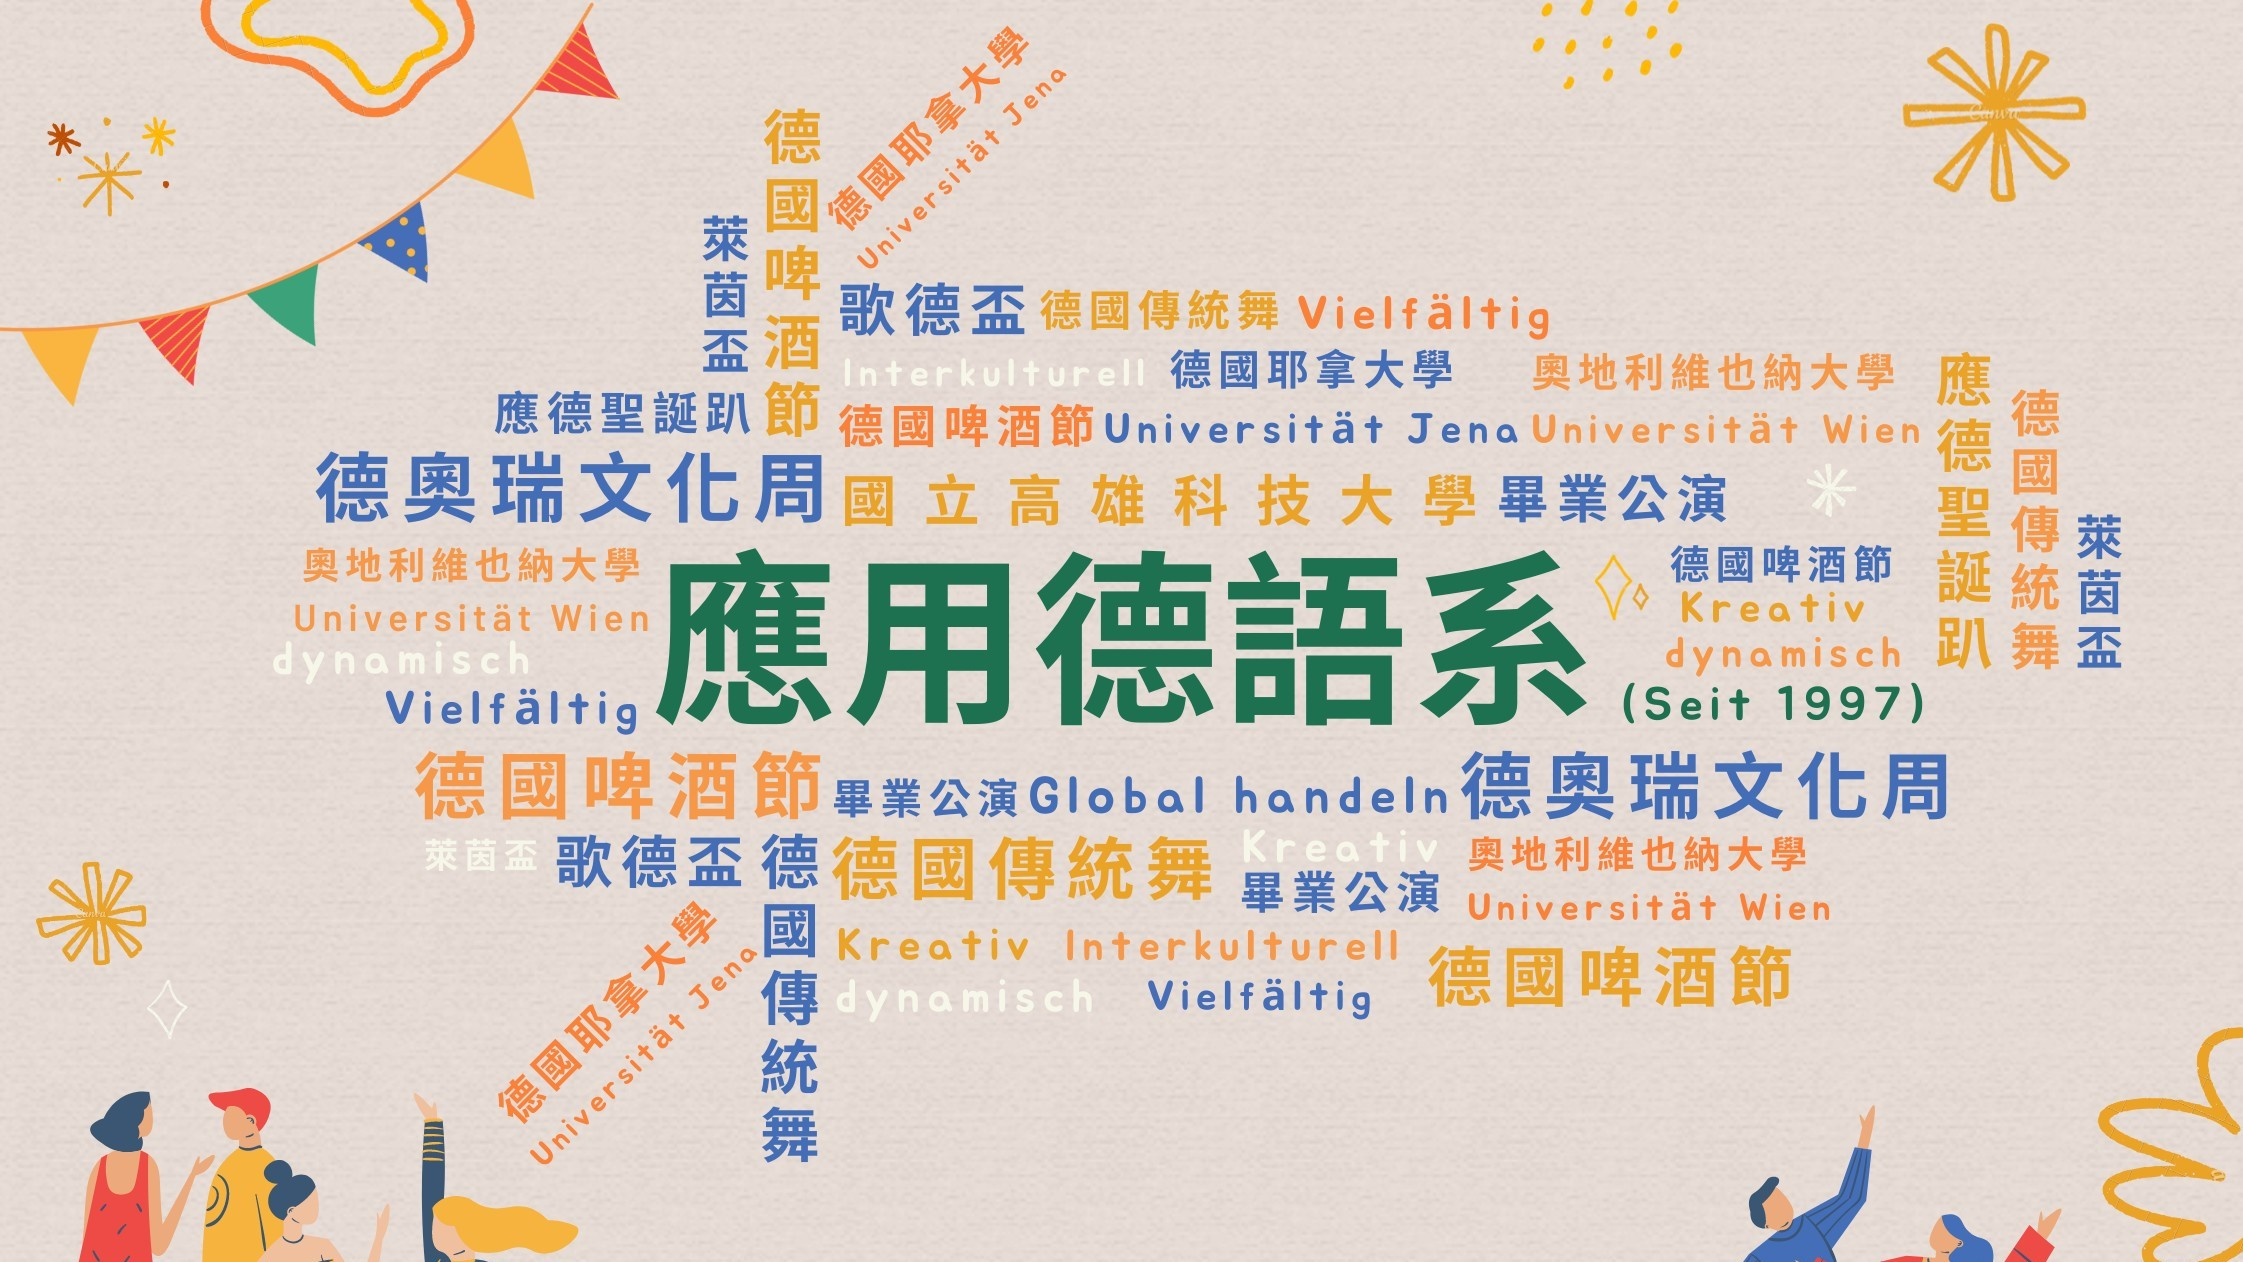 德國耶拿大學
Universität Jena
德國啤酒節
萊茵盃
歌德盃 德國傳統舞 Vielfältig
Interkulturell 德國耶拿大學 奧地利維也納大學
應德聖誕趴 德國啤酒節 Universität Jena Universität Wien
應德聖誕趴
德國傳統舞
萊茵盃
德奧瑞文化周 國立高雄科技大學 畢業公演
奧地利維也納大學
Universität Wien
dynamisch
Vielfältig
應用德語系
德國啤酒節
Kreativ
dynamisch
(Seit 1997)
德國啤酒節 畢業公演 Global handeln 德奧瑞文化周
萊茵盃 歌德盃 德國傳統舞 Kreativ 奧地利維也納大學
畢業公演 Universität Wien
德國傳統舞
德國耶拿大學
Universität Jena
Kreativ Interkulturell 德國啤酒節
dynamisch Vielfältig